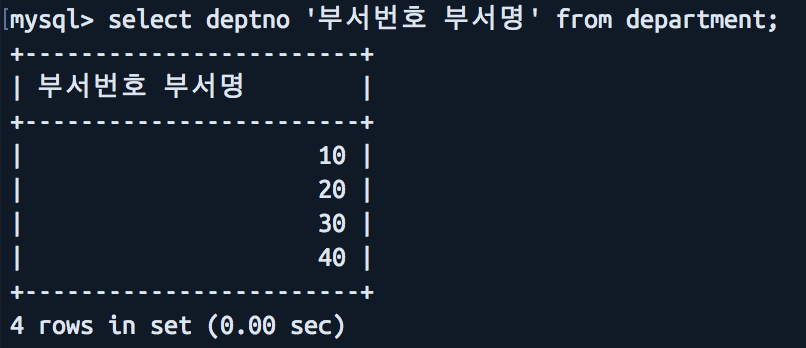 mysql> select deptno '부서번호 부서명' from department;
+------------------------+
| 부서번호 부서명        |
+------------------------+
|                     10 |
|                     20 |
|                     30 |
|                     40 |
+------------------------+
4 rows in set (0.00 sec)